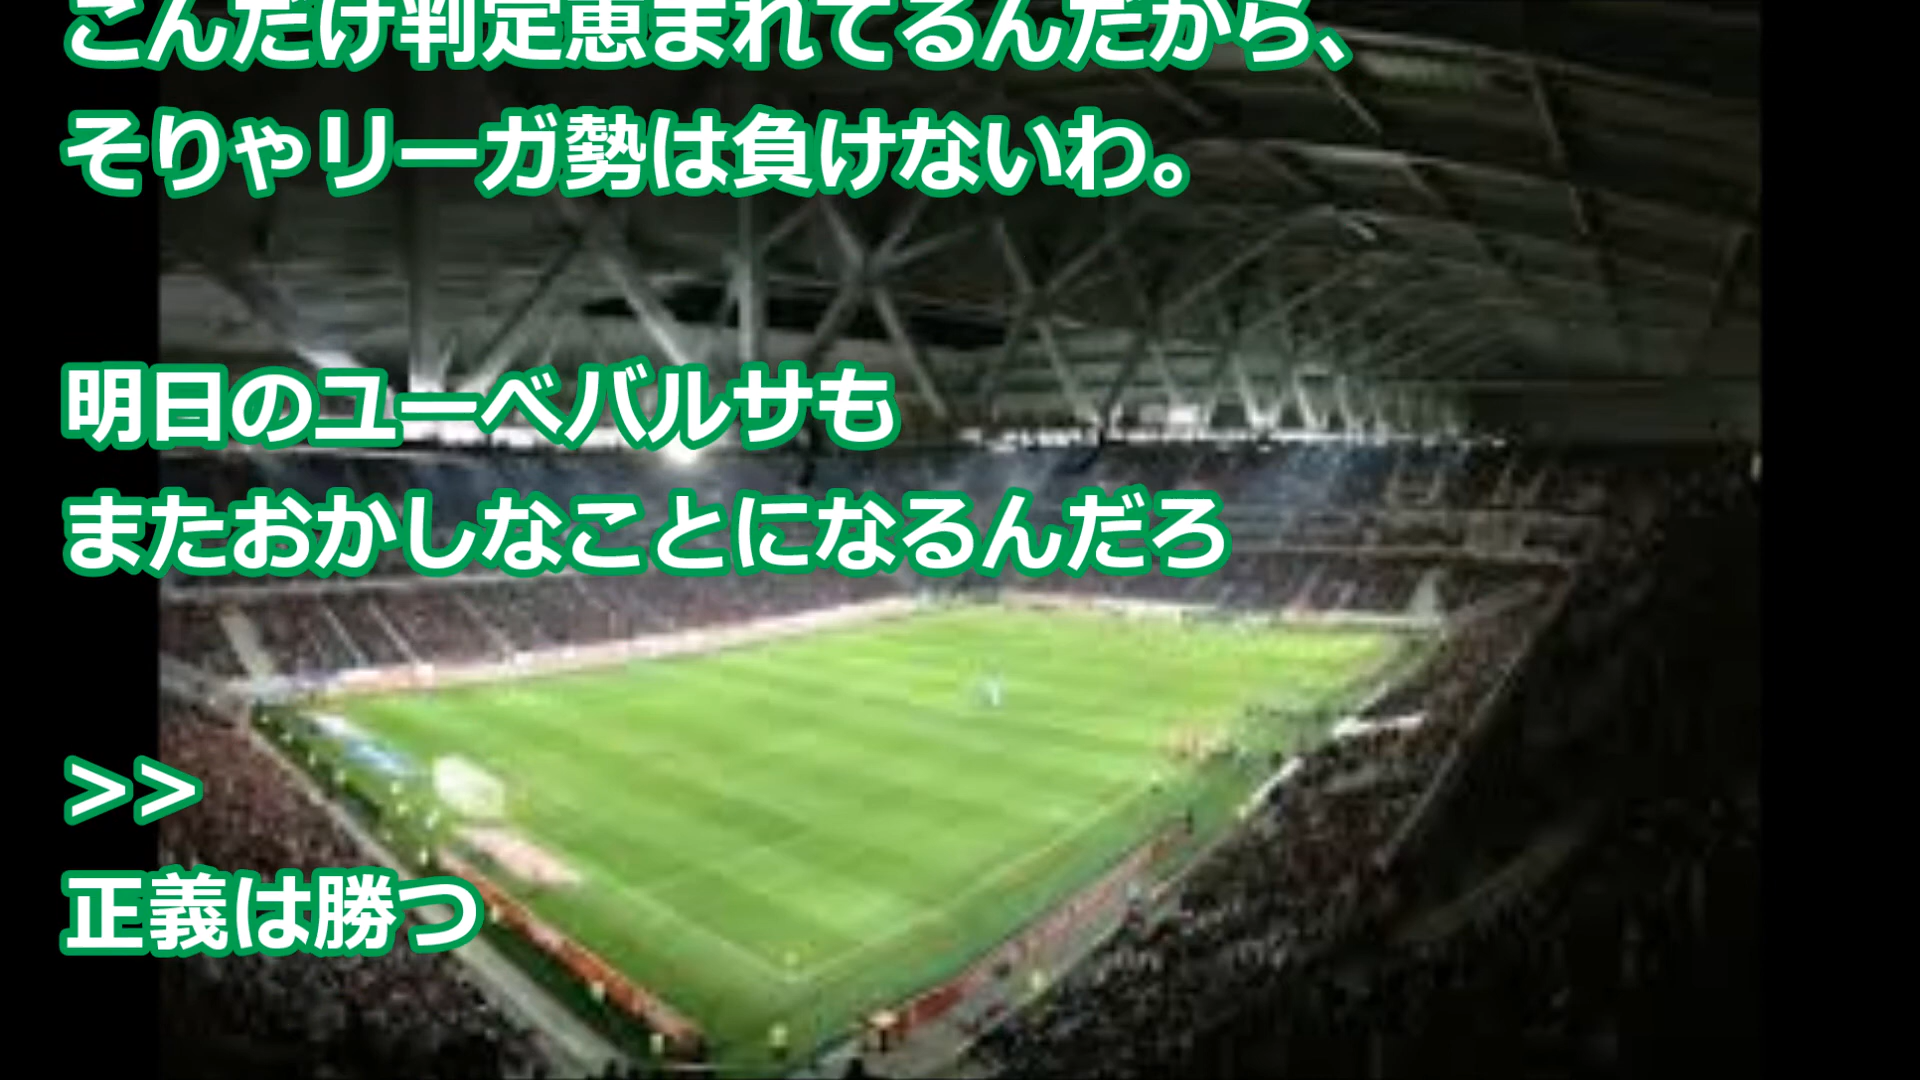 こんだけ判定恵まれてるんだから、
そりゃリーガ勢は負けないわ。
明日のユーベバルサも
またおかしなことになるんだろ
>>
正義は勝つ